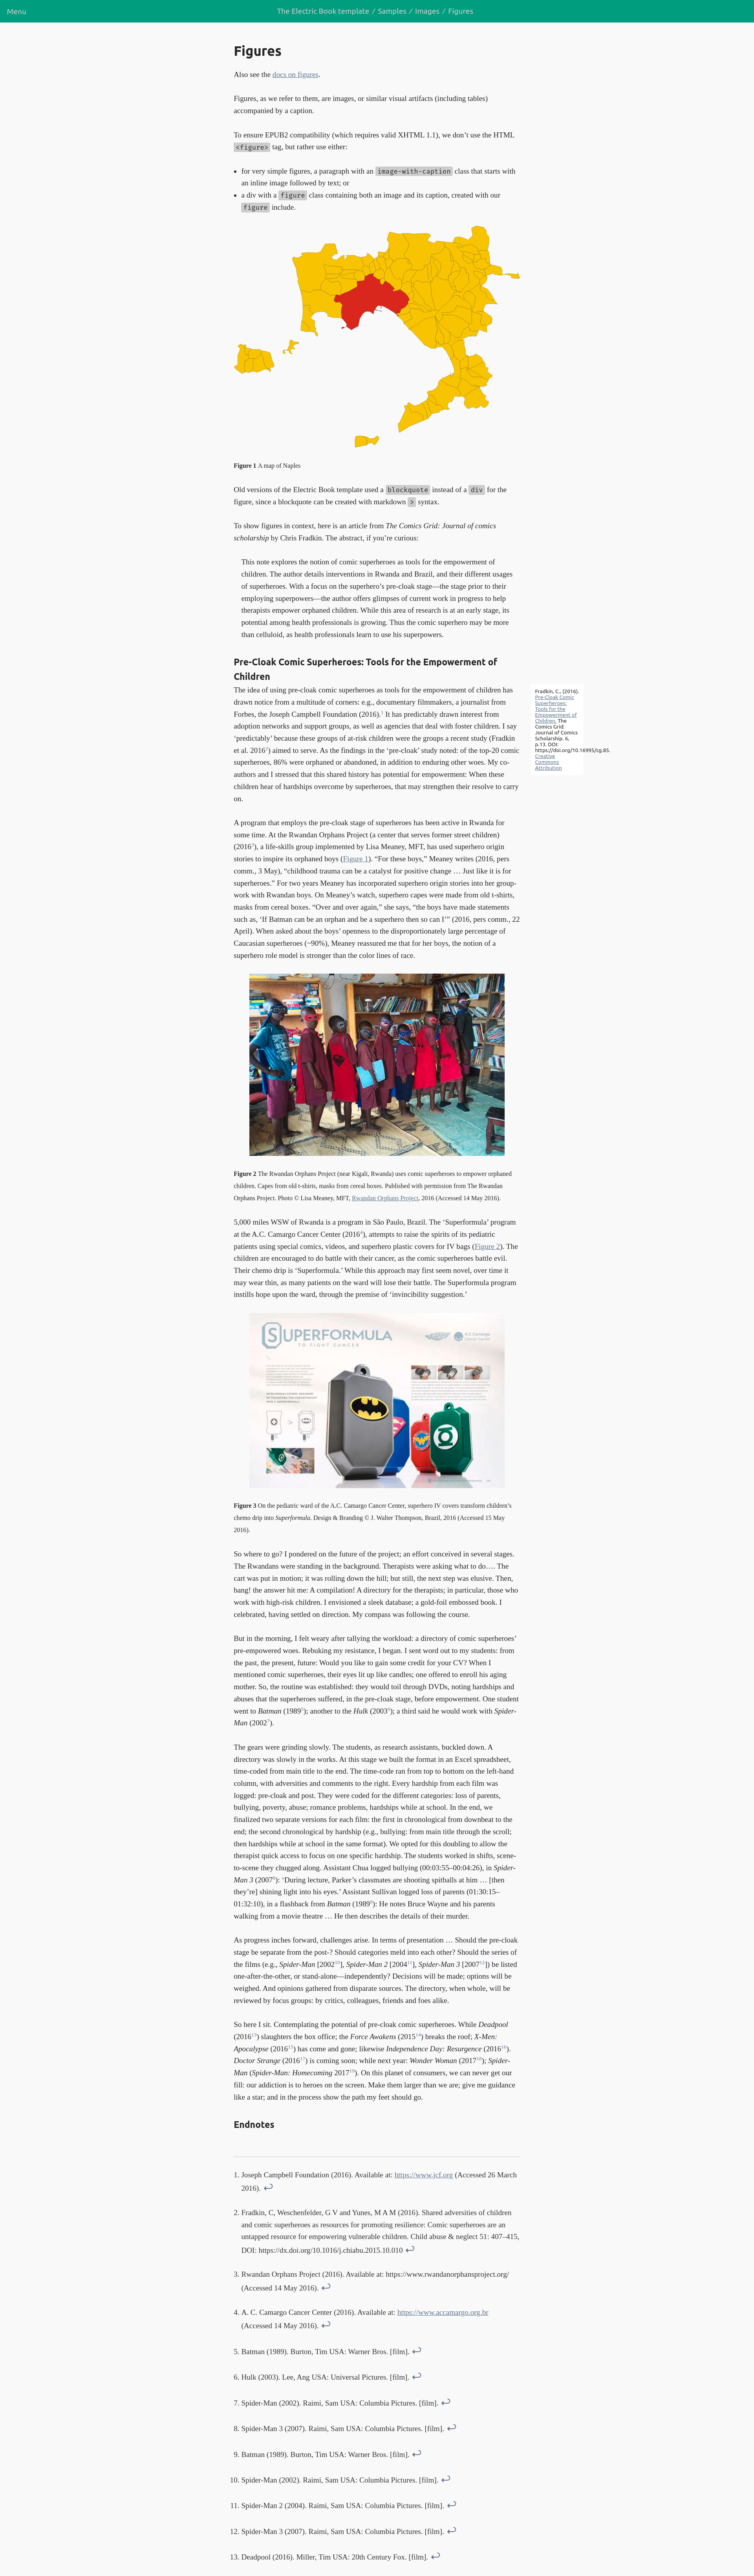 Menu
The Electric Book template / Samples / Images / Figures
Figures
Also see the docs on figures.
Figures, as we refer to them, are images, or similar visual artifacts (including tables)
accompanied by a caption.
To ensure EPUB2 compatibility (which requires valid XHTML 1.1), we don’t use the HTML
<figure> tag, but rather use either:
• for very simple figures, a paragraph with an image-with-caption class that starts with
an inline image followed by text; or
• a div with a figure class containing both an image and its caption, created with our
figure include.
Figure 1 A map of Naples
Old versions of the Electric Book template used a blockquote instead of a div for the
figure, since a blockquote can be created with markdown > syntax.
To show figures in context, here is an article from The Comics Grid: Journal of comics
scholarship by Chris Fradkin. The abstract, if you’re curious:
This note explores the notion of comic superheroes as tools for the empowerment of
children. The author details interventions in Rwanda and Brazil, and their different usages
of superheroes. With a focus on the superhero’s pre-cloak stage—the stage prior to their
employing superpowers—the author offers glimpses of current work in progress to help
therapists empower orphaned children. While this area of research is at an early stage, its
potential among health professionals is growing. Thus the comic superhero may be more
than celluloid, as health professionals learn to use his superpowers.
Pre-Cloak Comic Superheroes: Tools for the Empowerment of
Children
The idea of using pre-cloak comic superheroes as tools for the empowerment of children has
drawn notice from a multitude of corners: e.g., documentary filmmakers, a journalist from
Forbes, the Joseph Campbell Foundation (2016).1 It has predictably drawn interest from
adoption networks and support groups, as well as agencies that deal with foster children. I say
‘predictably’ because these groups of at-risk children were the groups a recent study (Fradkin
et al. 20162) aimed to serve. As the findings in the ‘pre-cloak’ study noted: of the top-20 comic
superheroes, 86% were orphaned or abandoned, in addition to enduring other woes. My co-
authors and I stressed that this shared history has potential for empowerment: When these
children hear of hardships overcome by superheroes, that may strengthen their resolve to carry
on.
Fradkin, C., (2016).
Pre-Cloak Comic
Superheroes:
Tools for the
Empowerment of
Children. The
Comics Grid:
Journal of Comics
Scholarship. 6,
p.13. DOI:
https://doi.org/10.16995/cg.85.
Creative
Commons
Attribution
A program that employs the pre-cloak stage of superheroes has been active in Rwanda for
some time. At the Rwandan Orphans Project (a center that serves former street children)
(20163), a life-skills group implemented by Lisa Meaney, MFT, has used superhero origin
stories to inspire its orphaned boys (Figure 1). “For these boys,” Meaney writes (2016, pers
comm., 3 May), “childhood trauma can be a catalyst for positive change … Just like it is for
superheroes.” For two years Meaney has incorporated superhero origin stories into her group-
work with Rwandan boys. On Meaney’s watch, superhero capes were made from old t-shirts,
masks from cereal boxes. “Over and over again,” she says, “the boys have made statements
such as, ‘If Batman can be an orphan and be a superhero then so can I’” (2016, pers comm., 22
April). When asked about the boys’ openness to the disproportionately large percentage of
Caucasian superheroes (~90%), Meaney reassured me that for her boys, the notion of a
superhero role model is stronger than the color lines of race.
Figure 2 The Rwandan Orphans Project (near Kigali, Rwanda) uses comic superheroes to empower orphaned
children. Capes from old t-shirts, masks from cereal boxes. Published with permission from The Rwandan
Orphans Project. Photo © Lisa Meaney, MFT, Rwandan Orphans Project, 2016 (Accessed 14 May 2016).
5,000 miles WSW of Rwanda is a program in São Paulo, Brazil. The ‘Superformula’ program
at the A.C. Camargo Cancer Center (20164), attempts to raise the spirits of its pediatric
patients using special comics, videos, and superhero plastic covers for IV bags (Figure 2). The
children are encouraged to do battle with their cancer, as the comic superheroes battle evil.
Their chemo drip is ‘Superformula.’ While this approach may first seem novel, over time it
may wear thin, as many patients on the ward will lose their battle. The Superformula program
instills hope upon the ward, through the premise of ‘invincibility suggestion.’
SUPERFORMULA
TO FIGHT CANCER
A.C.Camargo
Cancer Center
Figure 3 On the pediatric ward of the A.C. Camargo Cancer Center, superhero IV covers transform children’s
chemo drip into Superformula. Design & Branding © J. Walter Thompson, Brazil, 2016 (Accessed 15 May
2016).
So where to go? I pondered on the future of the project; an effort conceived in several stages.
The Rwandans were standing in the background. Therapists were asking what to do…. The
cart was put in motion; it was rolling down the hill; but still, the next step was elusive. Then,
bang! the answer hit me: A compilation! A directory for the therapists; in particular, those who
work with high-risk children. I envisioned a sleek database; a gold-foil embossed book. I
celebrated, having settled on direction. My compass was following the course.
But in the morning, I felt weary after tallying the workload: a directory of comic superheroes’
pre-empowered woes. Rebuking my resistance, I began. I sent word out to my students: from
the past, the present, future: Would you like to gain some credit for your CV? When I
mentioned comic superheroes, their eyes lit up like candles; one offered to enroll his aging
mother. So, the routine was established: they would toil through DVDs, noting hardships and
abuses that the superheroes suffered, in the pre-cloak stage, before empowerment. One student
went to Batman (19895); another to the Hulk (20036); a third said he would work with Spider-
Man (20027).
The gears were grinding slowly. The students, as research assistants, buckled down. A
directory was slowly in the works. At this stage we built the format in an Excel spreadsheet,
time-coded from main title to the end. The time-code ran from top to bottom on the left-hand
column, with adversities and comments to the right. Every hardship from each film was
logged: pre-cloak and post. They were coded for the different categories: loss of parents,
bullying, poverty, abuse; romance problems, hardships while at school. In the end, we
finalized two separate versions for each film: the first in chronological from downbeat to the
end; the second chronological by hardship (e.g., bullying: from main title through the scroll;
then hardships while at school in the same format). We opted for this doubling to allow the
therapist quick access to focus on one specific hardship. The students worked in shifts, scene-
to-scene they chugged along. Assistant Chua logged bullying (00:03:55–00:04:26), in Spider-
Man 3 (20078): ‘During lecture, Parker’s classmates are shooting spitballs at him … [then
they’re] shining light into his eyes.’ Assistant Sullivan logged loss of parents (01:30:15–
01:32:10), in a flashback from Batman (19899): He notes Bruce Wayne and his parents
walking from a movie theatre … He then describes the details of their murder.
As progress inches forward, challenges arise. In terms of presentation … Should the pre-cloak
stage be separate from the post-? Should categories meld into each other? Should the series of
the films (e.g., Spider-Man [200210], Spider-Man 2 [200411], Spider-Man 3 [200712]) be listed
one-after-the-other, or stand-alone—independently? Decisions will be made; options will be
weighed. And opinions gathered from disparate sources. The directory, when whole, will be
reviewed by focus groups: by critics, colleagues, friends and foes alike.
So here I sit. Contemplating the potential of pre-cloak comic superheroes. While Deadpool
(201613) slaughters the box office; the Force Awakens (201514) breaks the roof; X-Men:
Apocalypse (201615) has come and gone; likewise Independence Day: Resurgence (201616).
Doctor Strange (201617) is coming soon; while next year: Wonder Woman (201718); Spider-
Man (Spider-Man: Homecoming 201719). On this planet of consumers, we can never get our
fill: our addiction is to heroes on the screen. Make them larger than we are; give me guidance
like a star; and in the process show the path my feet should go.
Endnotes
1. Joseph Campbell Foundation (2016). Available at: https://www.jcf.org (Accessed 26 March
2016). ↩
2. Fradkin, C, Weschenfelder, G V and Yunes, M A M (2016). Shared adversities of children
and comic superheroes as resources for promoting resilience: Comic superheroes are an
untapped resource for empowering vulnerable children. Child abuse & neglect 51: 407–415,
DOI: https://dx.doi.org/10.1016/j.chiabu.2015.10.010 ↩
3. Rwandan Orphans Project (2016). Available at: https://www.rwandanorphansproject.org/
(Accessed 14 May 2016). ↩
4. A. C. Camargo Cancer Center (2016). Available at: https://www.accamargo.org.br
(Accessed 14 May 2016). ↩
5. Batman (1989). Burton, Tim USA: Warner Bros. [film]. ↩
6. Hulk (2003). Lee, Ang USA: Universal Pictures. [film]. ↩
7. Spider-Man (2002). Raimi, Sam USA: Columbia Pictures. [film]. ↩
8. Spider-Man 3 (2007). Raimi, Sam USA: Columbia Pictures. [film]. ↩
9. Batman (1989). Burton, Tim USA: Warner Bros. [film]. ↩
10. Spider-Man (2002). Raimi, Sam USA: Columbia Pictures. [film]. ↩
11. Spider-Man 2 (2004). Raimi, Sam USA: Columbia Pictures. [film]. ↩
12. Spider-Man 3 (2007). Raimi, Sam USA: Columbia Pictures. [film]. ↩
13. Deadpool (2016). Miller, Tim USA: 20th Century Fox. [film]. ↩